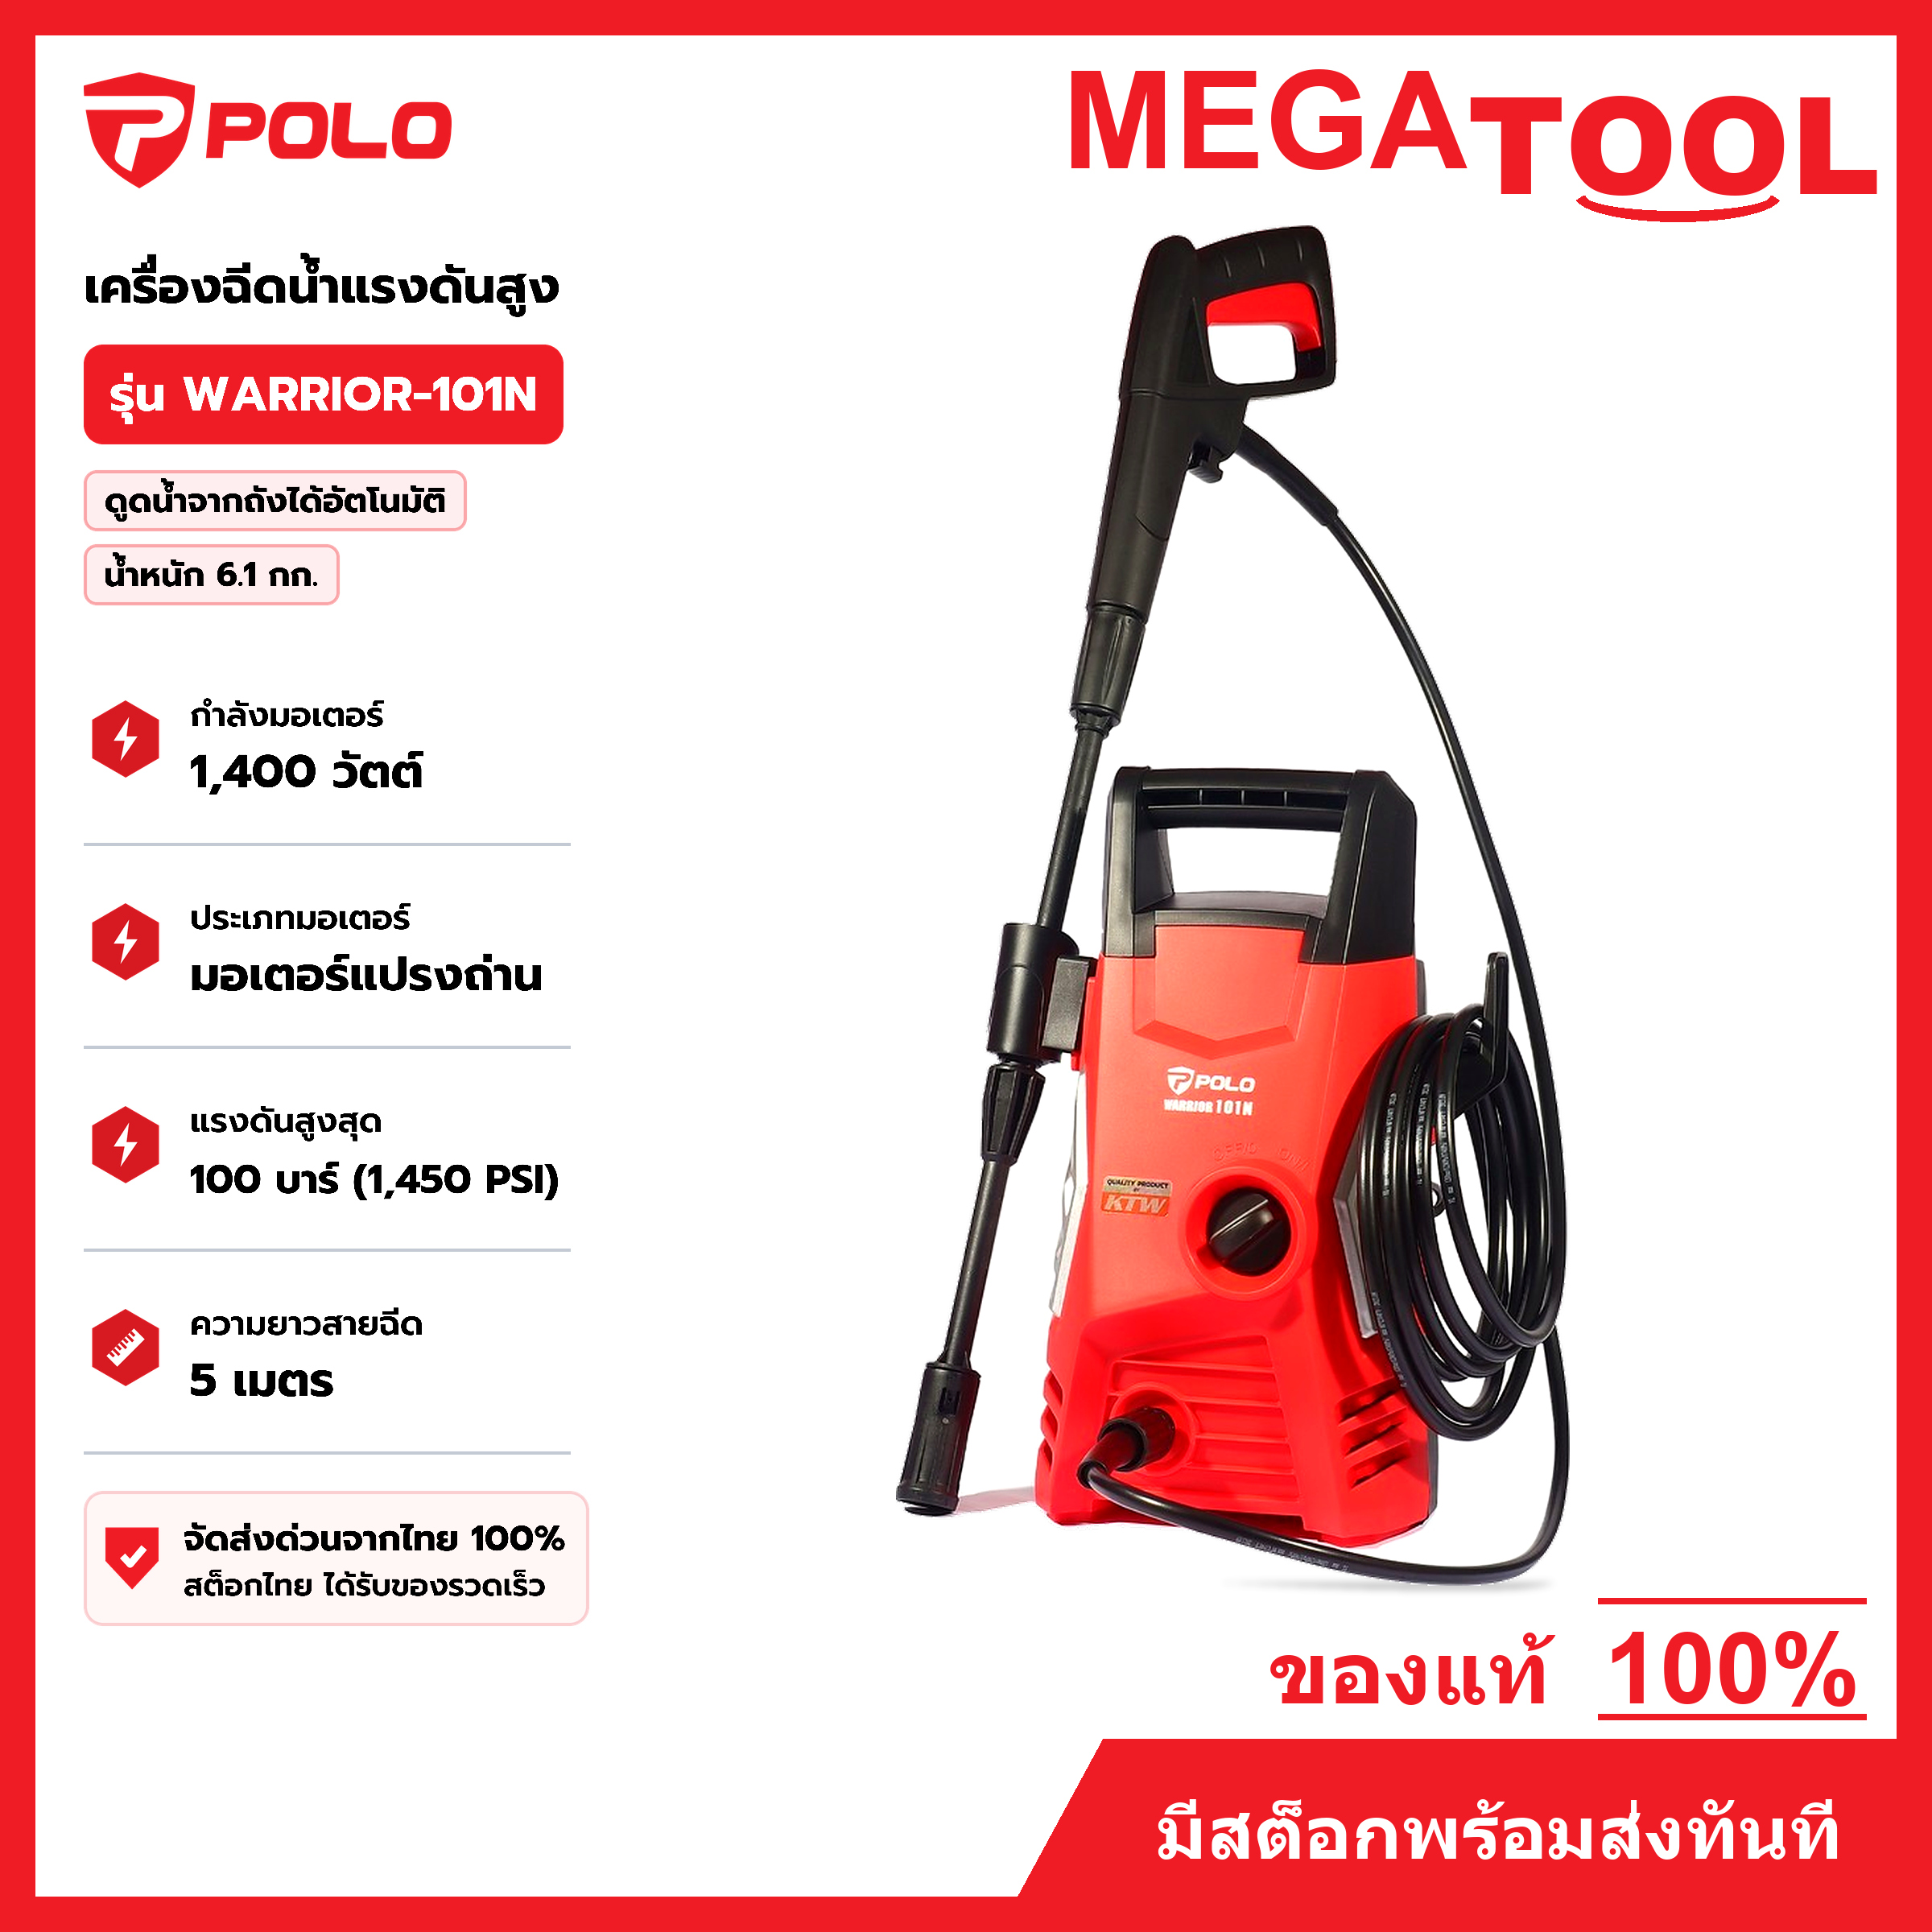 POLO
MEGATOOL
เครื่องฉีดน้ำแรงดันสูง
รุ่น WARRIOR-101N
ดูดน้ำจากถังได้อัตโนมัติ
น้ำหนัก 6.1 กก.
กำลังมอเตอร์
1,400 วัตต์
ประเภทมอเตอร์
มอเตอร์แปรงถ่าน
แรงดันสูงสุด
100 บาร์ (1,450 PSI)
ความยาวสายฉีด
5 เมตร
จัดส่งด่วนจากไทย 100%
สต็อกไทย ได้รับของรวดเร็ว
POLO
WARRIOR 101N
QUALITY PRODUCT
BY
KTW
ของแท้ 100%
มีสต็อกพร้อมส่งทันที